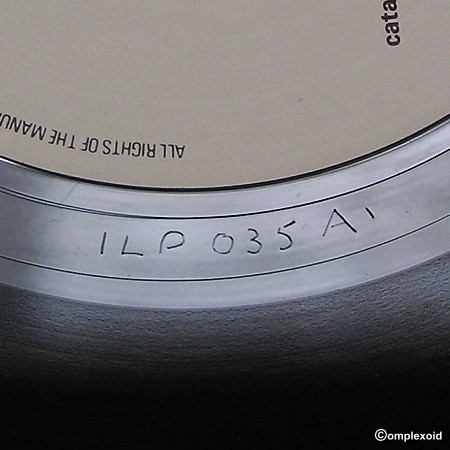 cata
ALL RIGHTS OF THE MANU
ILP 035 A1
©omplexoid